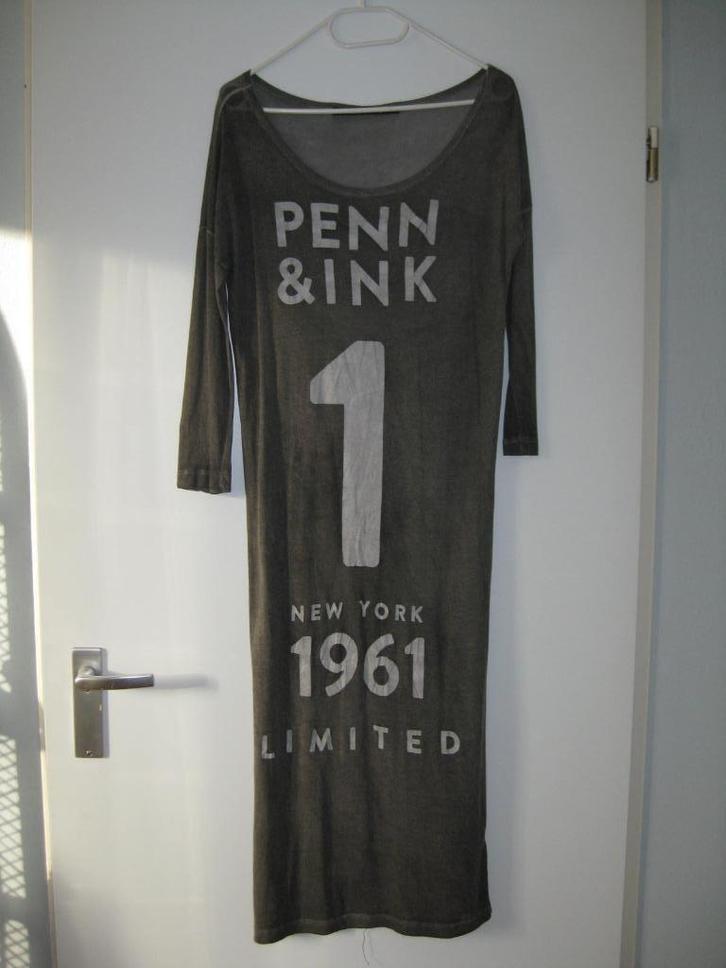 PENN
&INK
1
NEW YORK
1961
LIMITED